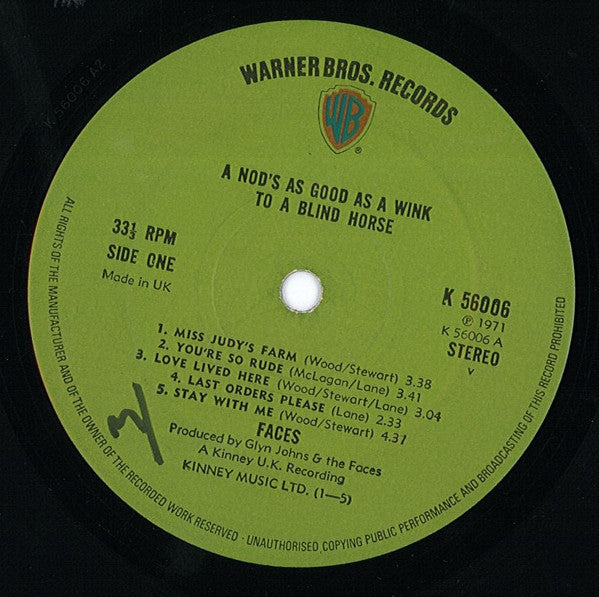 K 56006 A2
WARNER BROS. RECORDS
WB
®
A NOD'S AS GOOD AS A WINK
TO A BLIND HORSE
33⅓ RPM
SIDE ONE
Made in UK
K 56006
℗ 1971
K 56006 A
STEREO
v
1. MISS JUDY'S FARM (Wood/Stewart) 3.38
2. YOU'RE SO RUDE (McLagan/Lane) 3.41
3. LOVE LIVED HERE (Wood/Stewart/Lane) 3.04
4. LAST ORDERS PLEASE (Lane) 2.33
5. STAY WITH ME (Wood/Stewart) 4.37
FACES
Produced by Glyn Johns & the Faces
A Kinney U.K. Recording
KINNEY MUSIC LTD. (1—5)
ALL RIGHTS OF THE MANUFACTURER AND OF THE OWNER OF THE RECORDED WORK RESERVED · UNAUTHORISED COPYING PUBLIC PERFORMANCE AND BROADCASTING OF THIS RECORD PROHIBITED